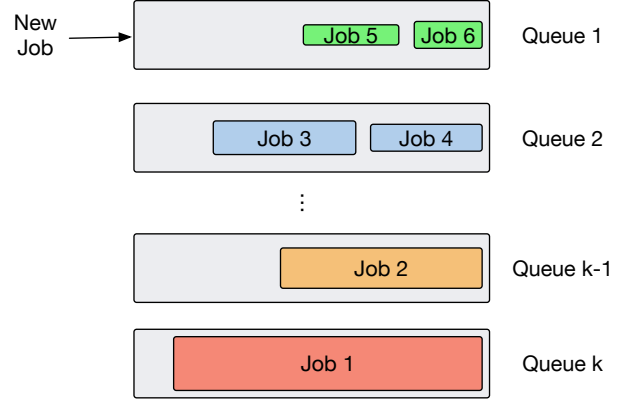 New
Job
Job 5
Job 6
Queue 1
Job 3
Job 4
Queue 2
⋮
Job 2
Queue k-1
Job 1
Queue k